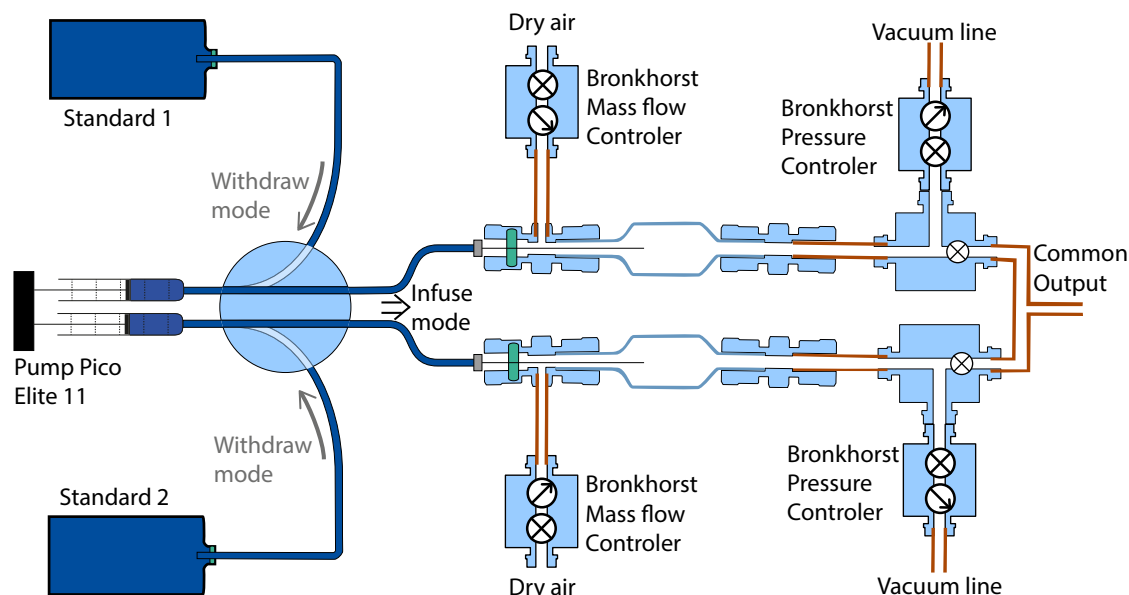 Dry air
Vacuum line
Bronkhorst
Mass flow
Controler
Standard 1
Bronkhorst
Pressure
Controler
Withdraw
mode
Common
Output
Infuse
mode
Pump Pico
Elite 11
Withdraw
mode
Bronkhorst
Pressure
Controler
Standard 2
Bronkhorst
Mass flow
Controler
Dry air
Vacuum line